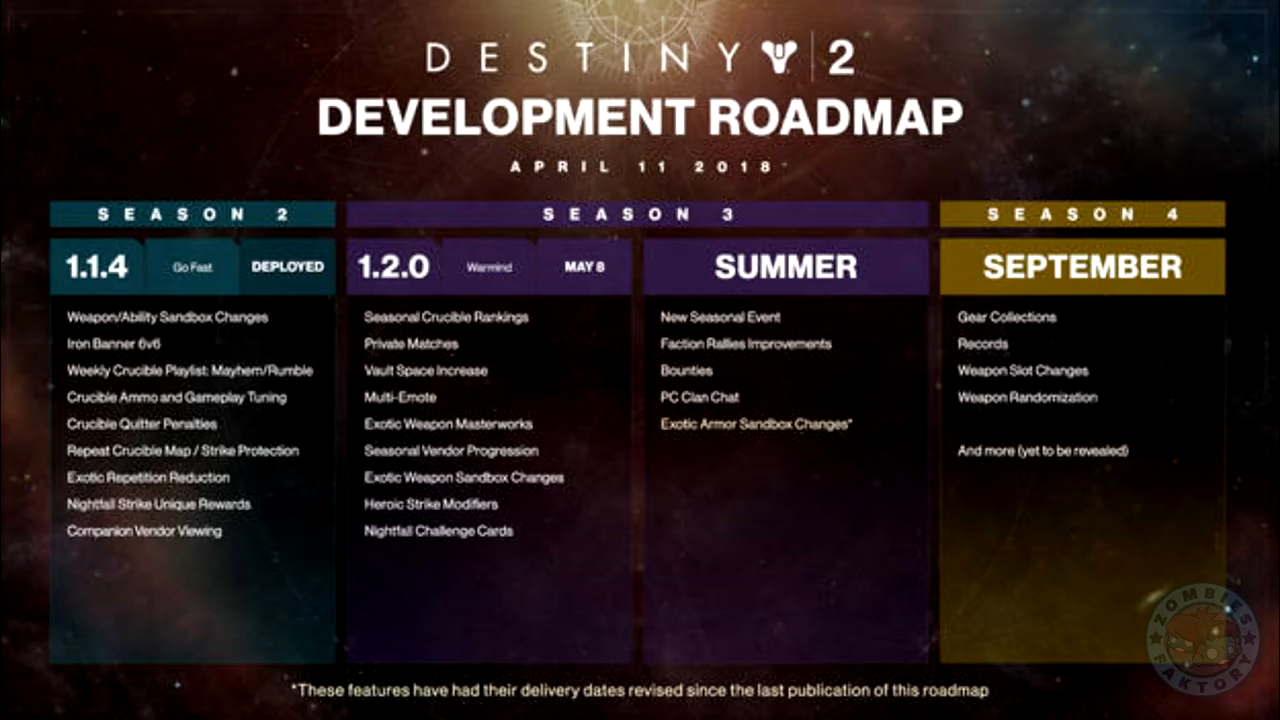 DESTINY 2
DEVELOPMENT ROADMAP
APRIL 11 2018
SEASON 2
SEASON 3
SEASON 4
1.1.4 Go Fast DEPLOYED
Weapon/Ability Sandbox Changes
Iron Banner 6v6
Weekly Crucible Playlist: Mayhem/Rumble
Crucible Ammo and Gameplay Tuning
Crucible Quitter Penalties
Repeat Crucible Map / Strike Protection
Exotic Repetition Reduction
Nightfall Strike Unique Rewards
Companion Vendor Viewing
1.2.0 Warmind MAY 8
Seasonal Crucible Rankings
Private Matches
Vault Space Increase
Multi-Emote
Exotic Weapon Masterworks
Seasonal Vendor Progression
Exotic Weapon Sandbox Changes
Heroic Strike Modifiers
Nightfall Challenge Cards
SUMMER
New Seasonal Event
Faction Rallies Improvements
Bounties
PC Clan Chat
Exotic Armor Sandbox Changes*
SEPTEMBER
Gear Collections
Records
Weapon Slot Changes
Weapon Randomization
And more (yet to be revealed)
*These features have had their delivery dates revised since the last publication of this roadmap
ZOMBIES
FAKTORY